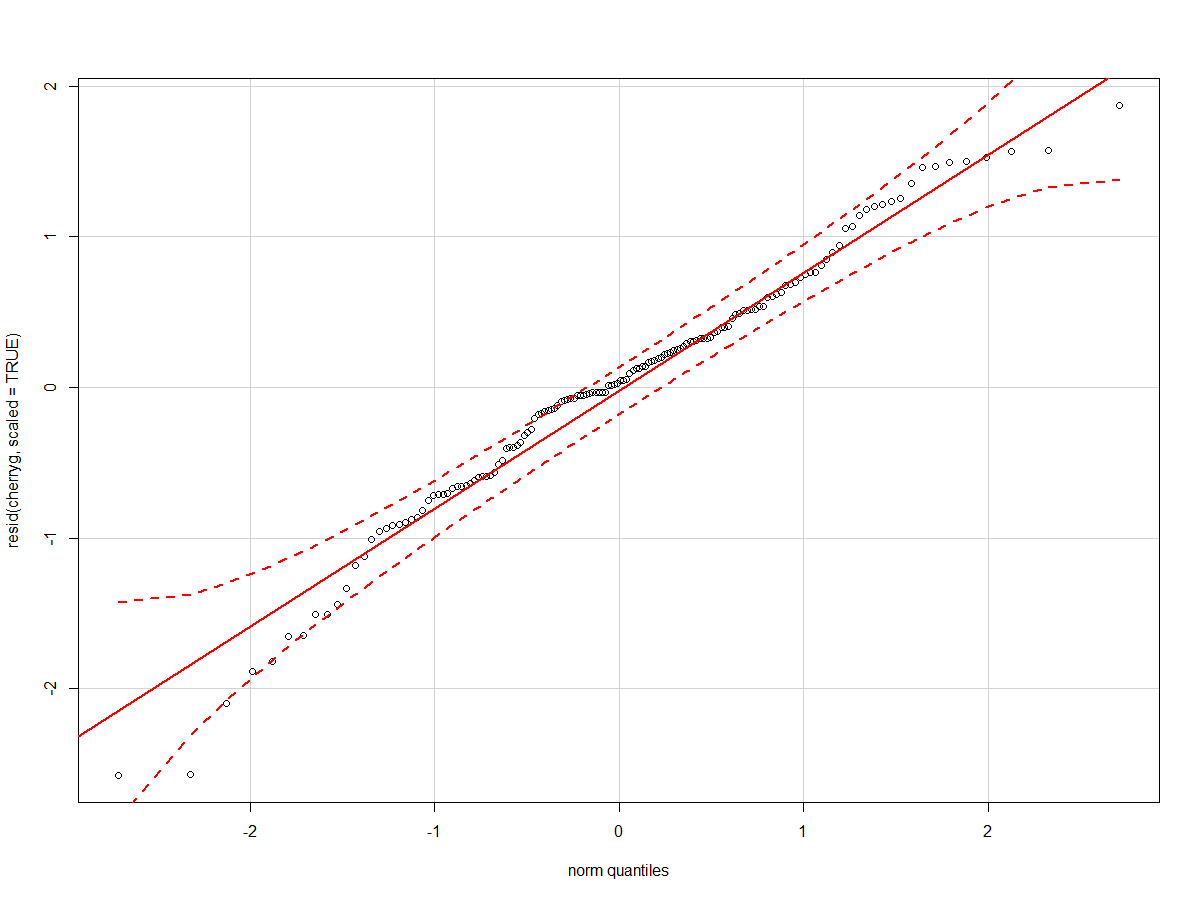 2
1
0
-1
-2
resid(cherryg, scaled = TRUE)
-2 -1 0 1 2
norm quantiles